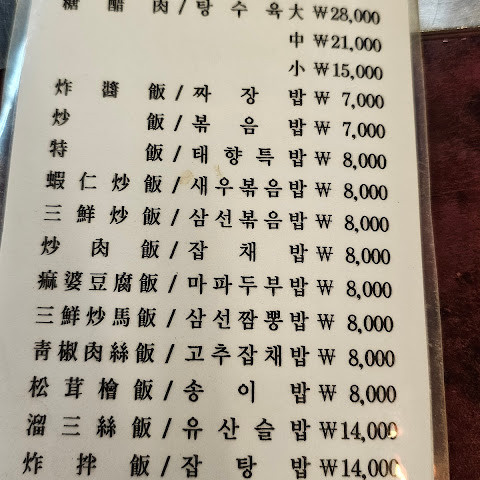 糖 醋 肉 / 탕 수 육 大 ₩28,000
中 ₩21,000
小 ₩15,000
炸 醬 飯 / 짜 장 밥 ₩ 7,000
炒 飯 / 볶 음 밥 ₩ 7,000
特 飯 / 태향특밥 ₩ 8,000
蝦仁炒飯 / 새우볶음밥 ₩ 8,000
三鮮炒飯 / 삼선볶음밥 ₩ 8,000
炒肉飯 / 잡 채 밥 ₩ 8,000
痲婆豆腐飯 / 마파두부밥 ₩ 8,000
三鮮炒馬飯 / 삼선짬뽕밥 ₩ 8,000
靑椒肉絲飯 / 고추잡채밥 ₩ 8,000
松茸檜飯 / 송 이 밥 ₩ 8,000
溜三絲飯 / 유산슬밥 ₩14,000
炸拌飯 / 잡 탕 밥 ₩14,000